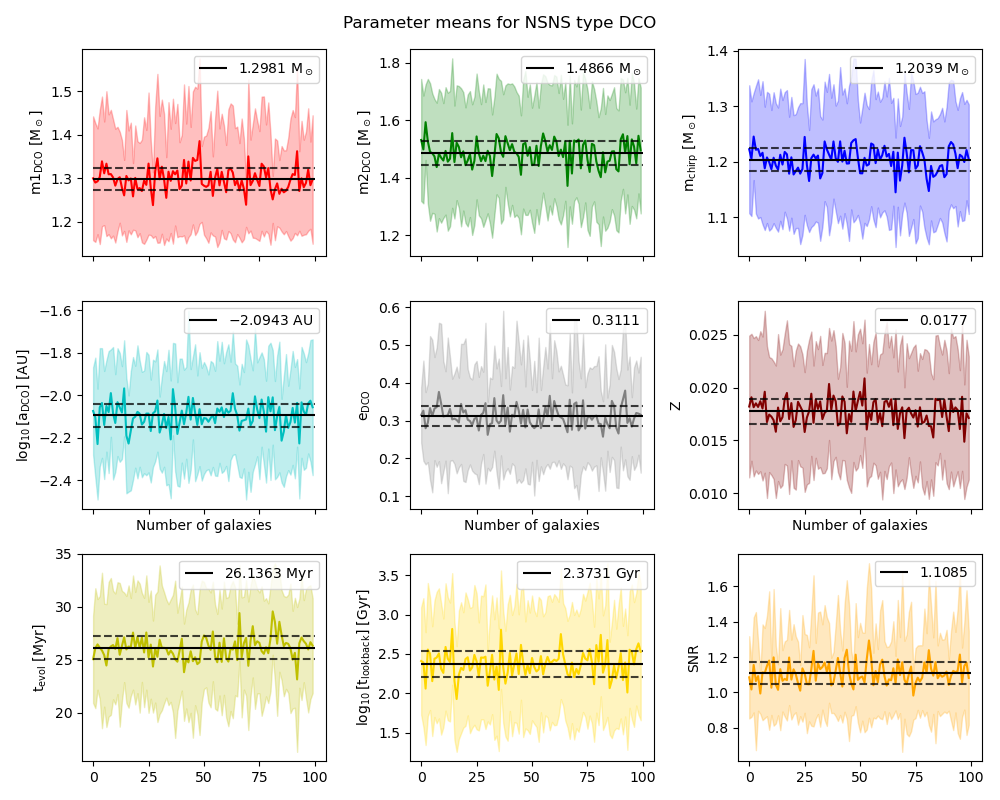 Parameter means for NSNS type DCO
1.2981 M⊙
m1DCO [M⊙]
1.5
1.4
1.3
1.2
1.4866 M⊙
m2DCO [M⊙]
1.8
1.6
1.4
1.2
1.2039 M⊙
mchirp [M⊙]
1.4
1.3
1.2
1.1
−2.0943 AU
log10 [aDCO] [AU]
−1.6
−1.8
−2.0
−2.2
−2.4
Number of galaxies
0.3111
eDCO
0.6
0.5
0.4
0.3
0.2
0.1
Number of galaxies
0.0177
Z
0.025
0.020
0.015
0.010
Number of galaxies
26.1363 Myr
tevol [Myr]
35
30
25
20
0 25 50 75 100
2.3731 Gyr
log10 [tlookback] [Gyr]
3.5
3.0
2.5
2.0
1.5
0 25 50 75 100
1.1085
SNR
1.6
1.4
1.2
1.0
0.8
0 25 50 75 100